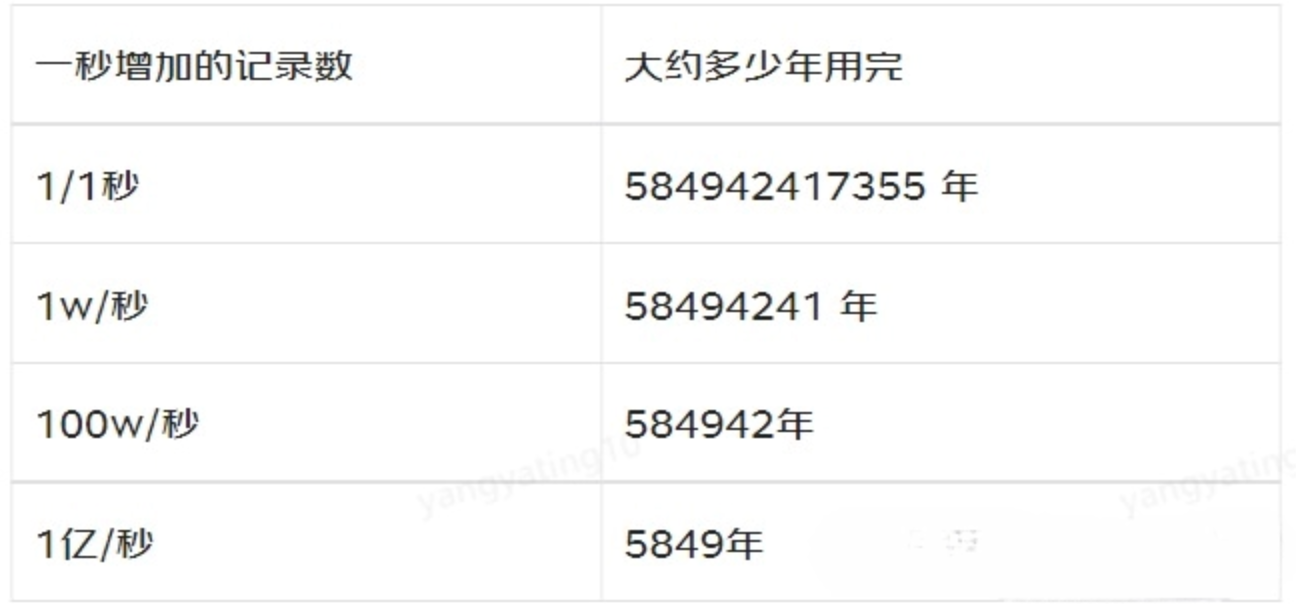 一秒增加的记录数 大约多少年用完
1/1秒 584942417355 年
1w/秒 58494241 年
100w/秒 584942年
yangyating10
1亿/秒 5849年